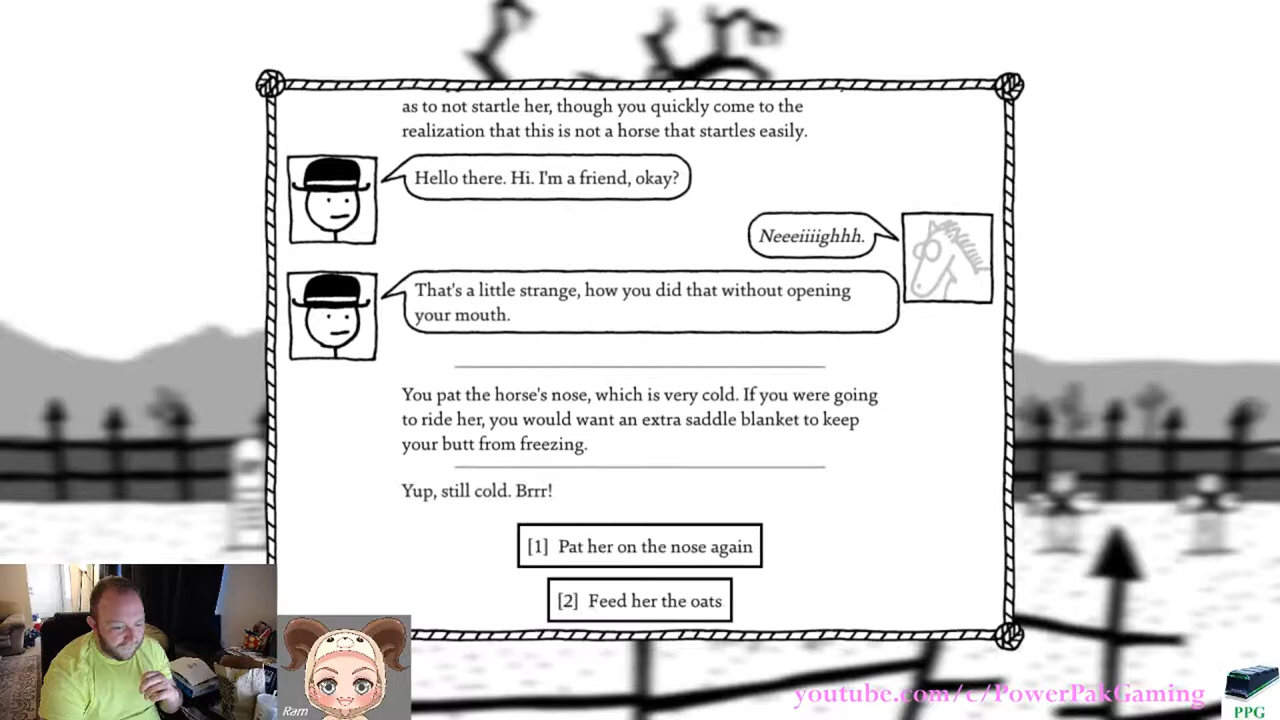 as to not startle her, though you quickly come to the
realization that this is not a horse that startles easily.
Hello there. Hi. I'm a friend, okay?
Neeeiiiighhh.
That's a little strange, how you did that without opening
your mouth.
You pat the horse's nose, which is very cold. If you were going
to ride her, you would want an extra saddle blanket to keep
your butt from freezing.
Yup, still cold. Brrr!
[1] Pat her on the nose again
[2] Feed her the oats
Ram
youtube.com/c/PowerPakGaming
PPG